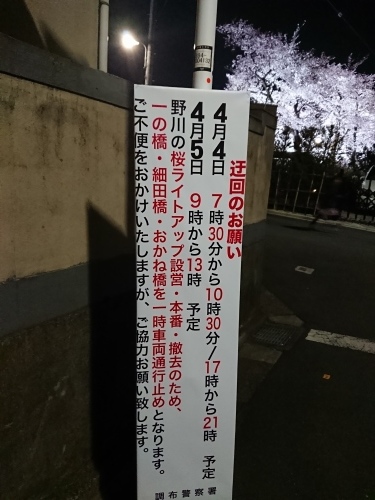 迂回のお願い
4月4日 7時30分から10時30分/17時から21時 予定
4月5日 9時から13時 予定
野川の桜ライトアップ設営・本番・撤去のため、
一の橋・細田橋・おかね橋を一時車両通行止めとなります。
ご不便をおかけいたしますが、ご協力お願い致します。
調布警察署